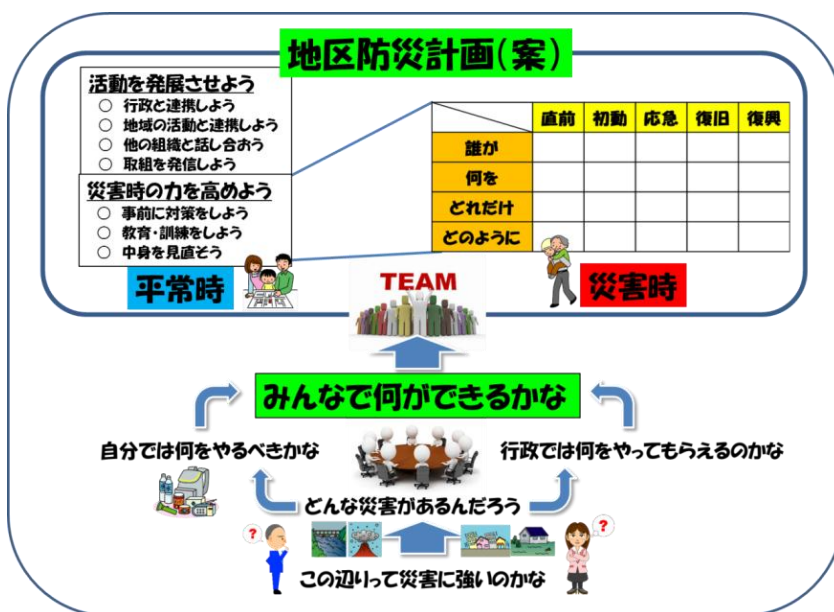 地区防災計画(案)
活動を発展させよう
○ 行政と連携しよう
○ 地域の活動と連携しよう
○ 他の組織と話し合おう
○ 取組を発信しよう
災害時の力を高めよう
○ 事前に対策をしよう
○ 教育・訓練をしよう
○ 中身を見直そう
平常時
直前 初動 応急 復旧 復興
誰が
何を
どれだけ
どのように
災害時
TEAM
みんなで何ができるかな
自分では何をやるべきかな
行政では何をやってもらえるのかな
どんな災害があるんだろう
?
?
この辺りって災害に強いのかな